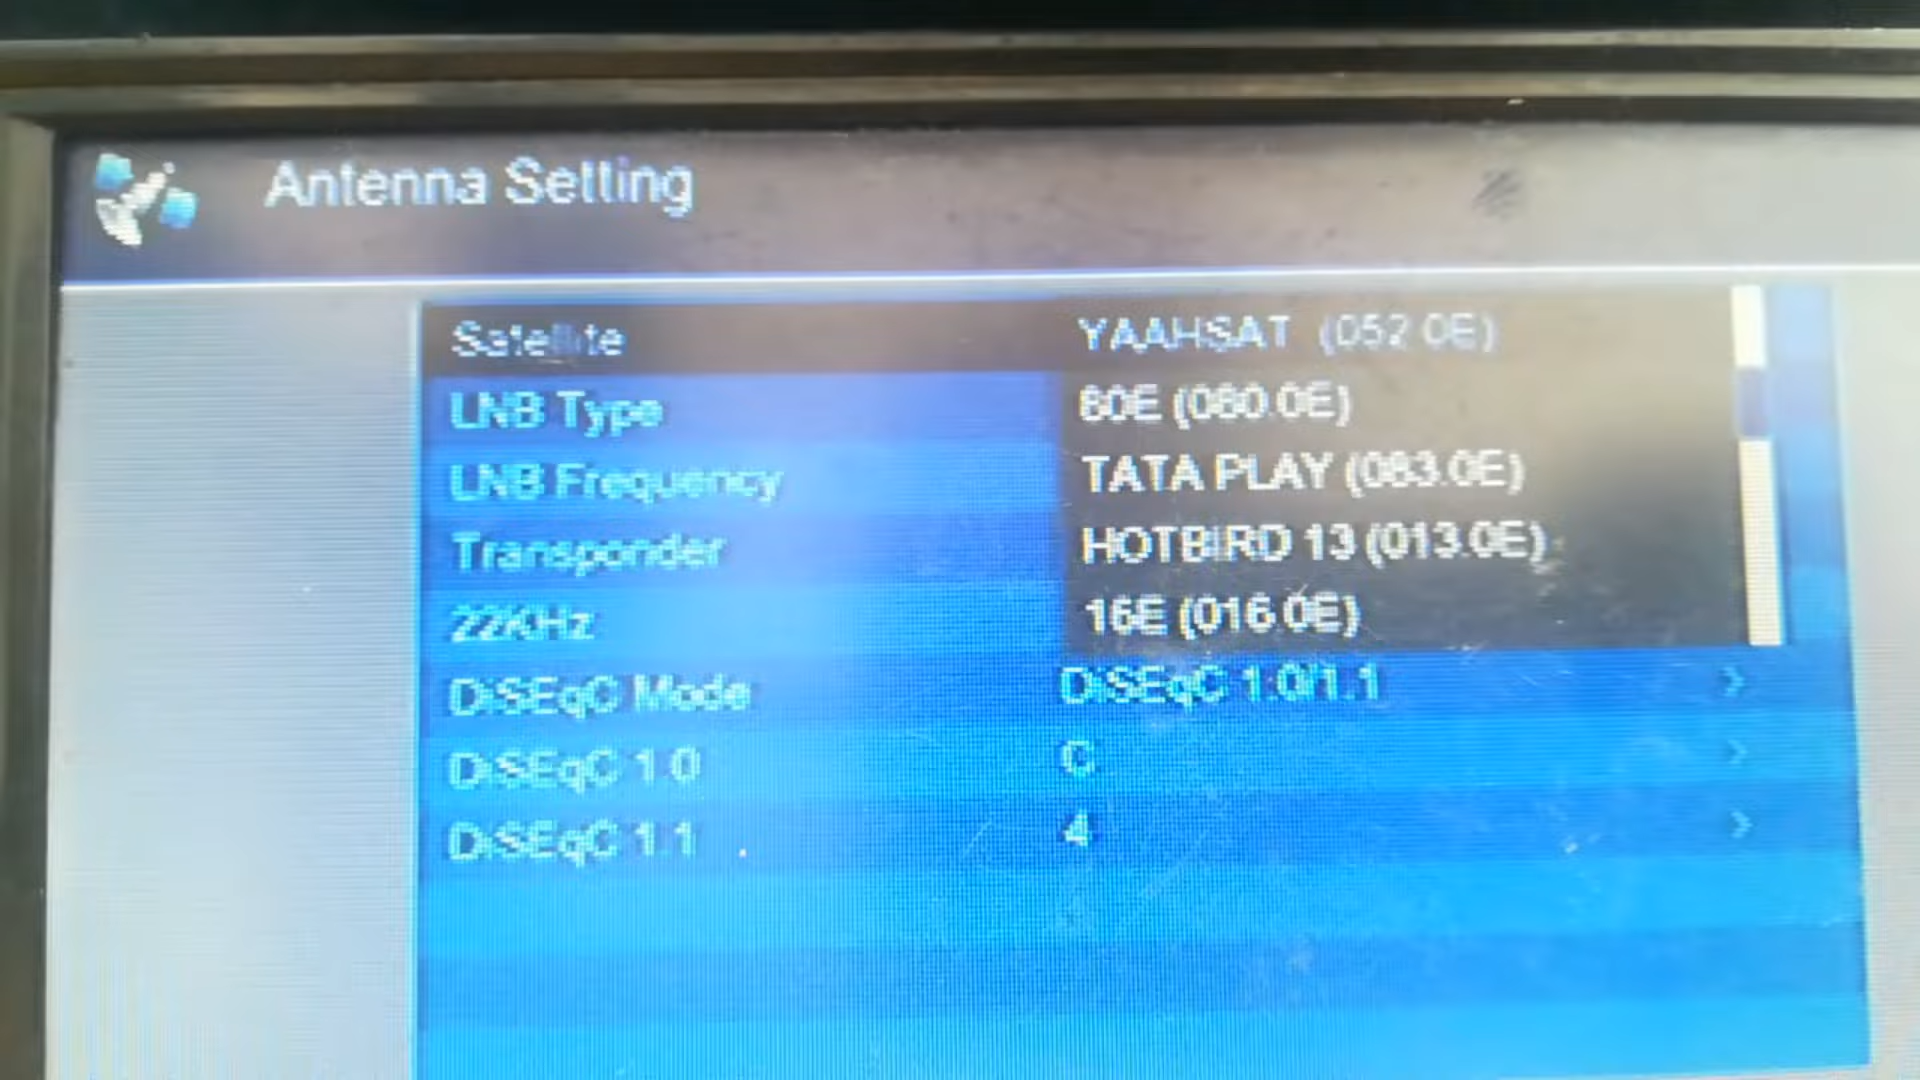 Antenna Setting
Satellite YAAHSAT (052.0E)
LNB Type 80E (080.0E)
LNB Frequency TATA PLAY (083.0E)
Transponder HOTBIRD 13 (013.0E)
22KHz 16E (016.0E)
DiSEqC Mode DiSEqC 1.0/1.1
DiSEqC 1.0 C
DiSEqC 1.1 4